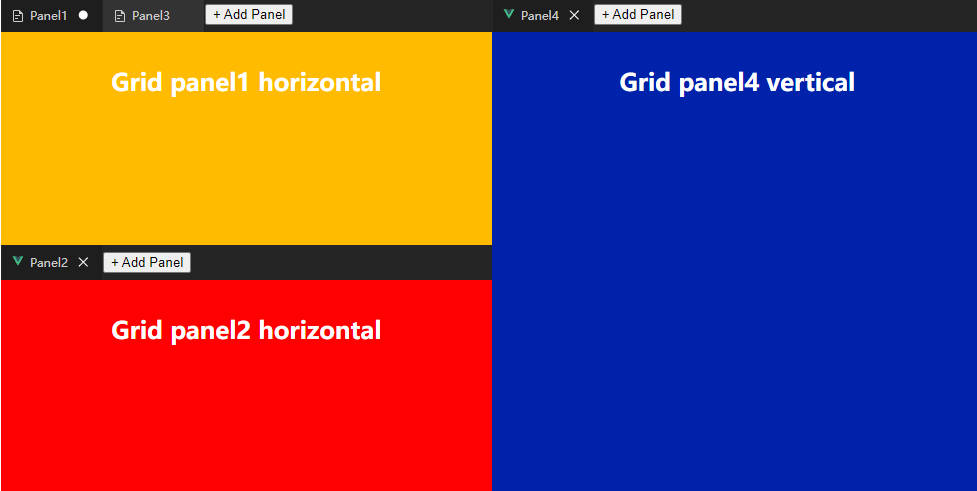 Panel1 Panel3 + Add Panel
Grid panel1 horizontal
Panel2 + Add Panel
Grid panel2 horizontal
Panel4 + Add Panel
Grid panel4 vertical